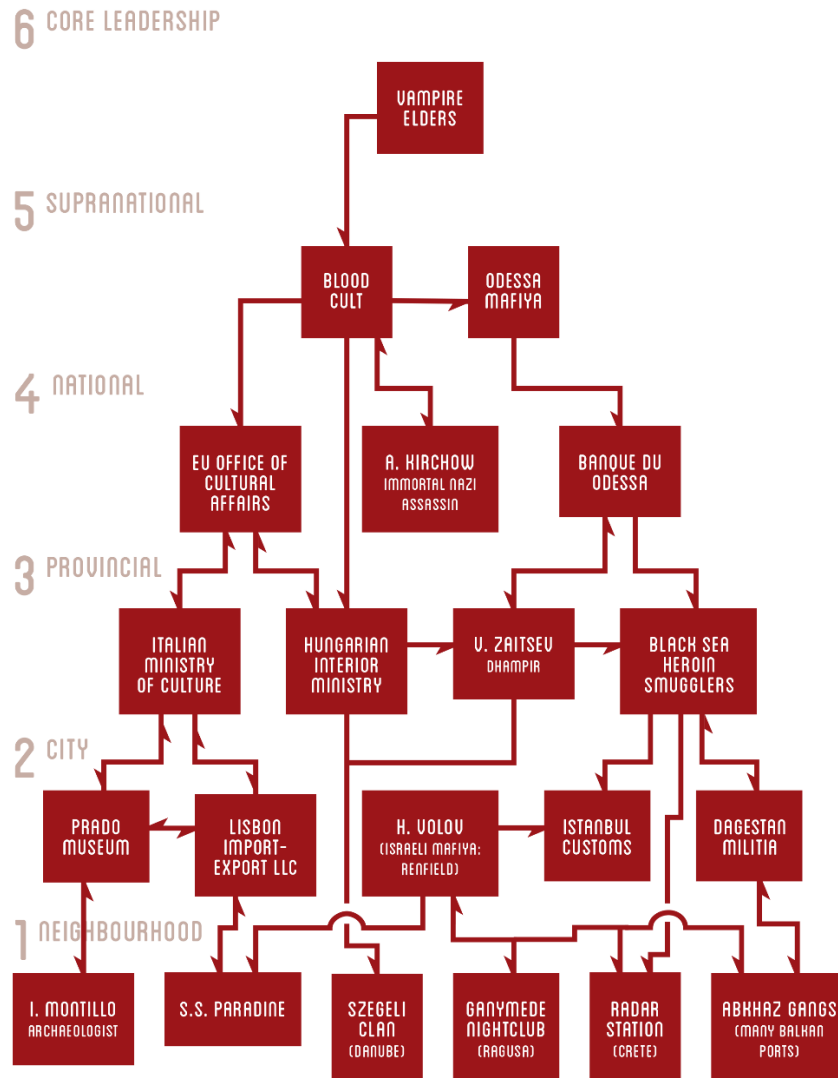 6 CORE LEADERSHIP
VAMPIRE
ELDERS
5 SUPRANATIONAL
BLOOD
CULT
ODESSA
MAFIYA
4 NATIONAL
EU OFFICE OF
CULTURAL
AFFAIRS
A. KIRCHOW
IMMORTAL NAZI
ASSASSIN
BANQUE DU
ODESSA
3 PROVINCIAL
ITALIAN
MINISTRY
OF CULTURE
HUNGARIAN
INTERIOR
MINISTRY
V. ZAITSEV
DHAMPIR
BLACK SEA
HEROIN
SMUGGLERS
2 CITY
PRADO
MUSEUM
LISBON
IMPORT-
EXPORT LLC
H. VOLOV
(ISRAELI MAFIYA:
RENFIELD)
ISTANBUL
CUSTOMS
DAGESTAN
MILITIA
1 NEIGHBOURHOOD
I. MONTILLO
ARCHAEOLOGIST
S.S. PARADINE
SZEGELI
CLAN
(DANUBE)
GANYMEDE
NIGHTCLUB
(RAGUSA)
RADAR
STATION
(CRETE)
ABKHAZ GANGS
(MANY BALKAN
PORTS)